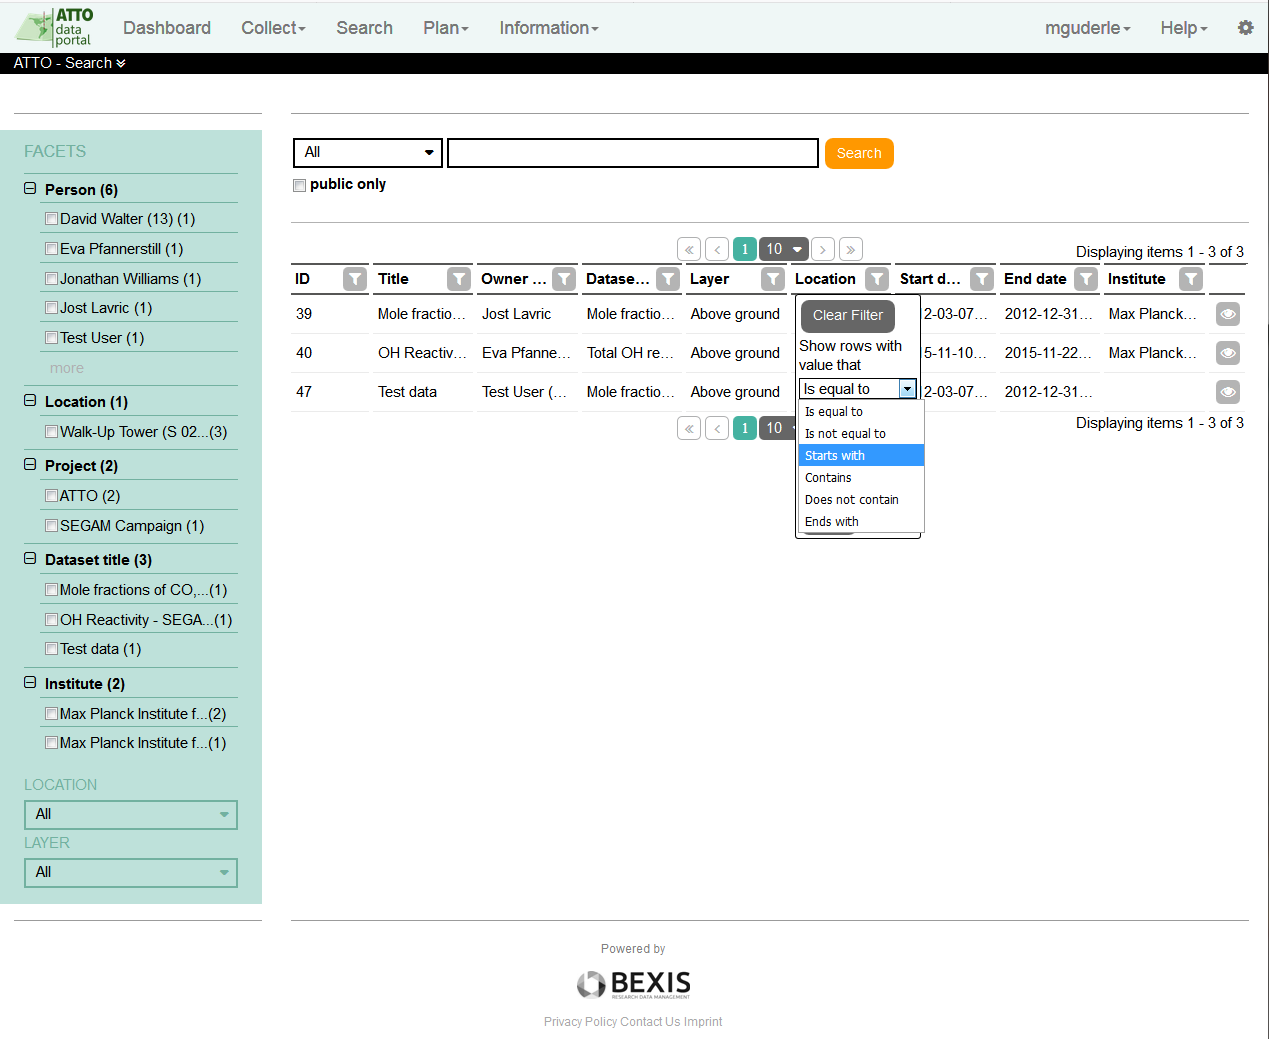 ATTO
data
portal
Dashboard Collect Search Plan Information mguderle Help
ATTO - Search
FACETS
Person (6)
David Walter (13) (1)
Eva Pfannerstill (1)
Jonathan Williams (1)
Jost Lavric (1)
Test User (1)
more
Location (1)
Walk-Up Tower (S 02...(3)
Project (2)
ATTO (2)
SEGAM Campaign (1)
Dataset title (3)
Mole fractions of CO,...(1)
OH Reactivity - SEGA...(1)
Test data (1)
Institute (2)
Max Planck Institute f...(2)
Max Planck Institute f...(1)
LOCATION
All
LAYER
All
All Search
public only
« < 1 10 > » Displaying items 1 - 3 of 3
ID Title Owner ... Datase... Layer Location Start d... End date Institute
39 Mole fractio... Jost Lavric Mole fractio... Above ground 12-03-07... 2012-12-31... Max Planck...
40 OH Reactiv... Eva Pfanne... Total OH re... Above ground 15-11-10... 2015-11-22... Max Planck...
47 Test data Test User (... Mole fractio... Above ground 12-03-07... 2012-12-31...
« < 1 10 Displaying items 1 - 3 of 3
Clear Filter
Show rows with
value that
Is equal to
Is equal to
Is not equal to
Starts with
Contains
Does not contain
Ends with
Powered by
BEXIS
RESEARCH DATA MANAGEMENT
Privacy Policy Contact Us Imprint